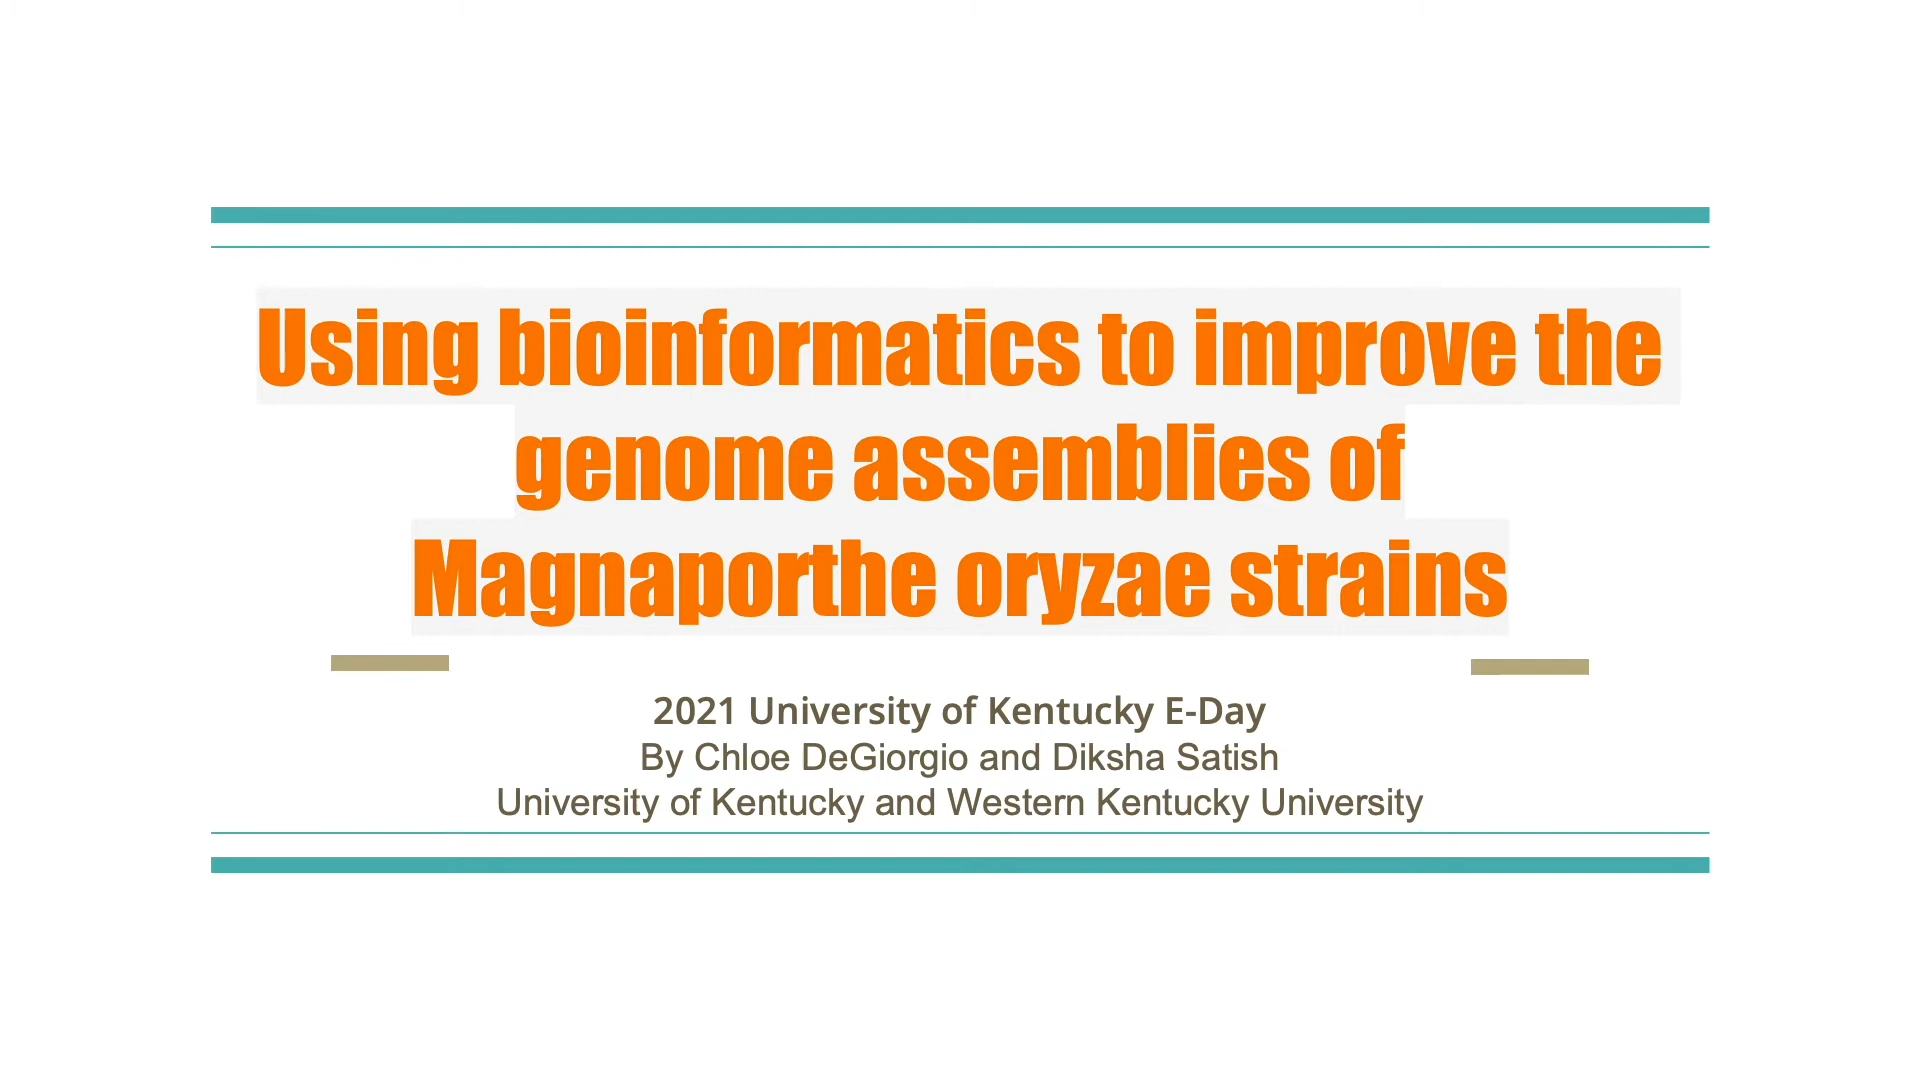 Using bioinformatics to improve the
genome assemblies of
Magnaporthe oryzae strains
2021 University of Kentucky E-Day
By Chloe DeGiorgio and Diksha Satish
University of Kentucky and Western Kentucky University